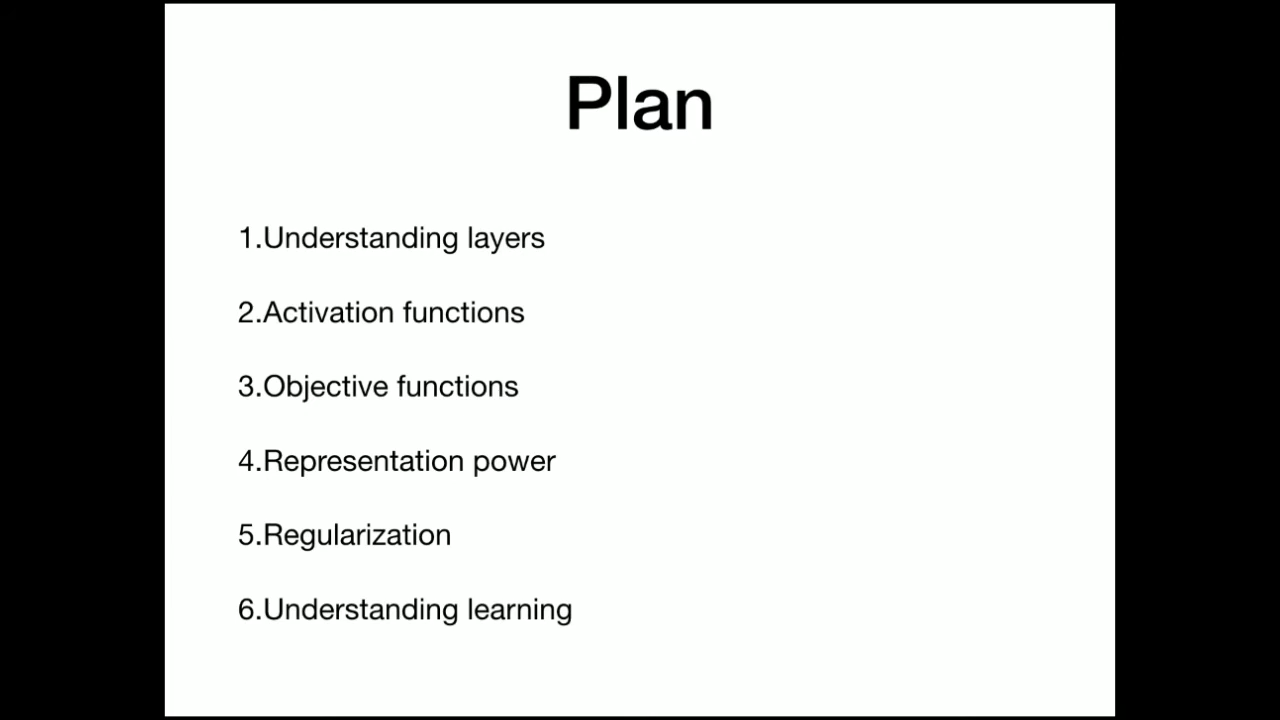 Plan
1.Understanding layers
2.Activation functions
3.Objective functions
4.Representation power
5.Regularization
6.Understanding learning